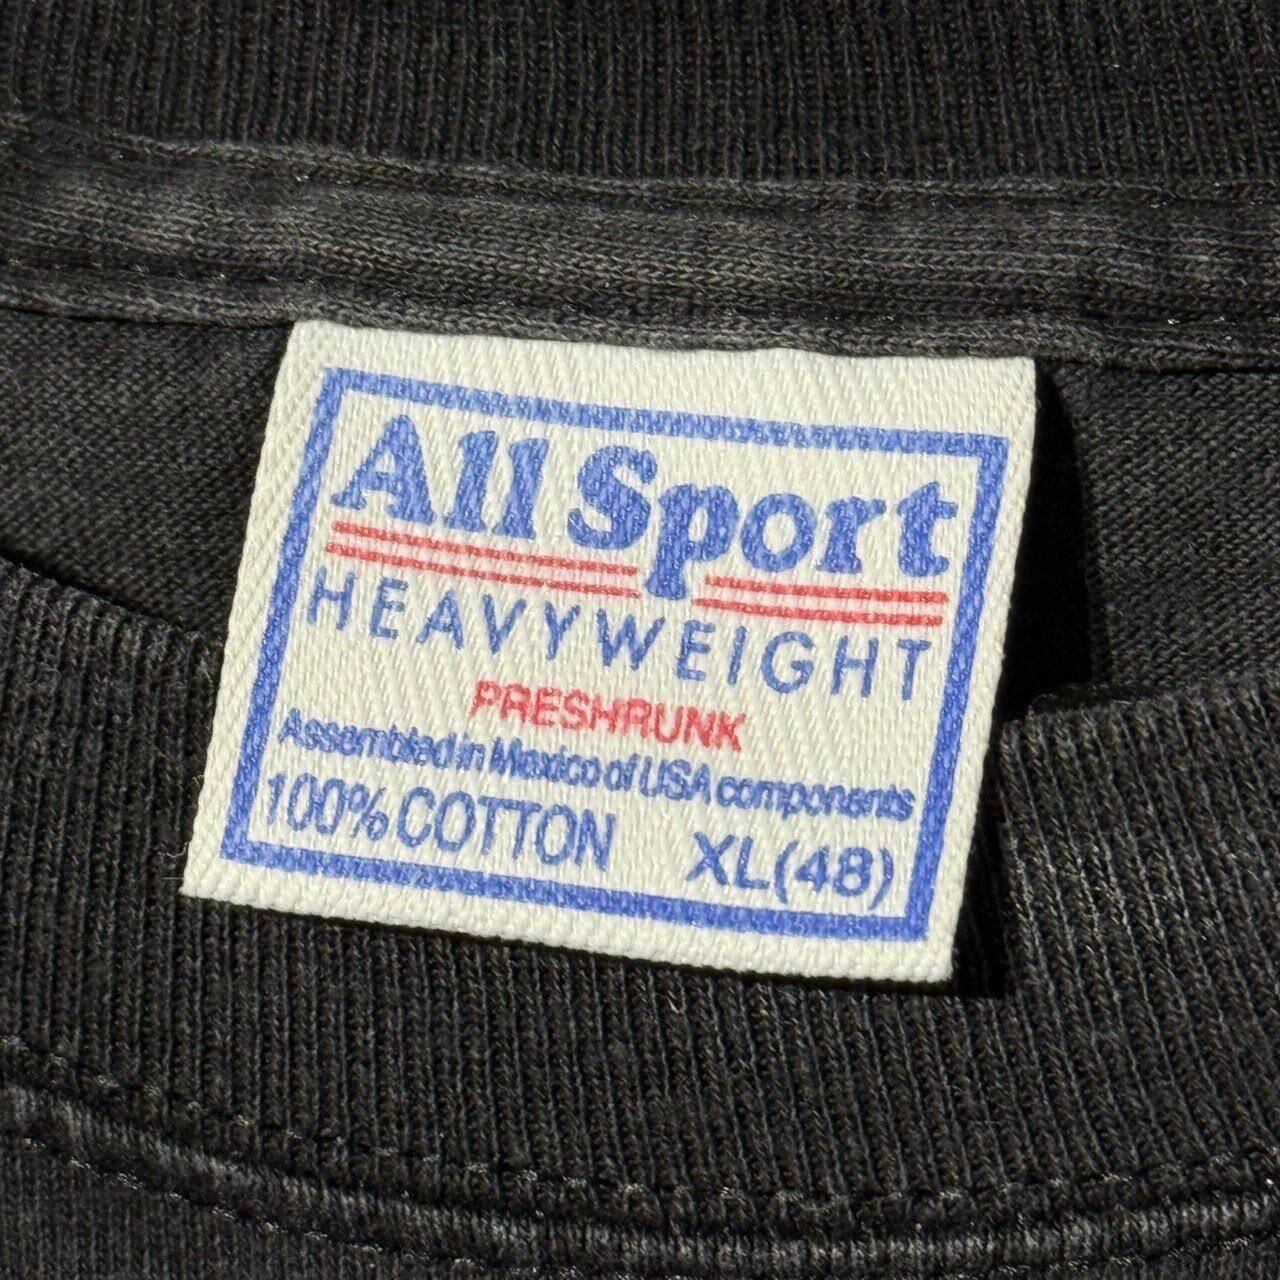 All Sport
HEAVYWEIGHT
PRESHRUNK
Assembled in Mexico of USA components
100% COTTON XL(48)